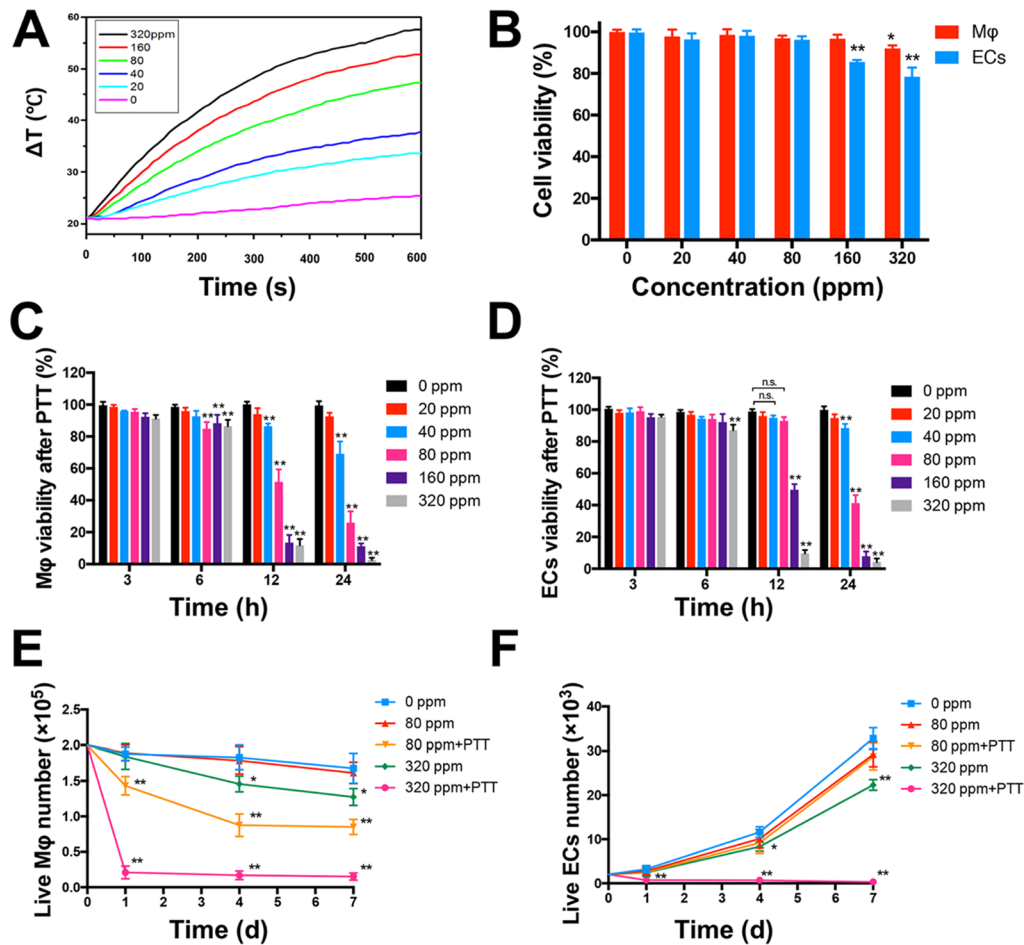 A
60
50
40
30
20
ΔT (℃)
320ppm
160
80
40
20
0
0 100 200 300 400 500 600
Time (s)
B
100
80
60
40
20
0
Cell viability (%)
Mφ
ECs
**
*
**
0 20 40 80 160 320
Concentration (ppm)
C
120
100
80
60
40
20
0
Mφ viability after PTT (%)
** ** **
** ** ** **
** ** ** **
0 ppm
20 ppm
40 ppm
80 ppm
160 ppm
320 ppm
3 6 12 24
Time (h)
D
120
100
80
60
40
20
0
ECs viability after PTT (%)
n.s.
n.s.
**
** **
** ** ** **
0 ppm
20 ppm
40 ppm
80 ppm
160 ppm
320 ppm
3 6 12 24
Time (h)
E
2.5
2.0
1.5
1.0
0.5
0.0
Live Mφ number (×10⁵)
0 ppm
80 ppm
80 ppm+PTT
320 ppm
320 ppm+PTT
* *
** ** **
** ** **
0 1 2 3 4 5 6 7
Time (d)
F
40
30
20
10
0
Live ECs number (×10³)
0 ppm
80 ppm
80 ppm+PTT
320 ppm
320 ppm+PTT
* **
** ** **
0 1 2 3 4 5 6 7
Time (d)